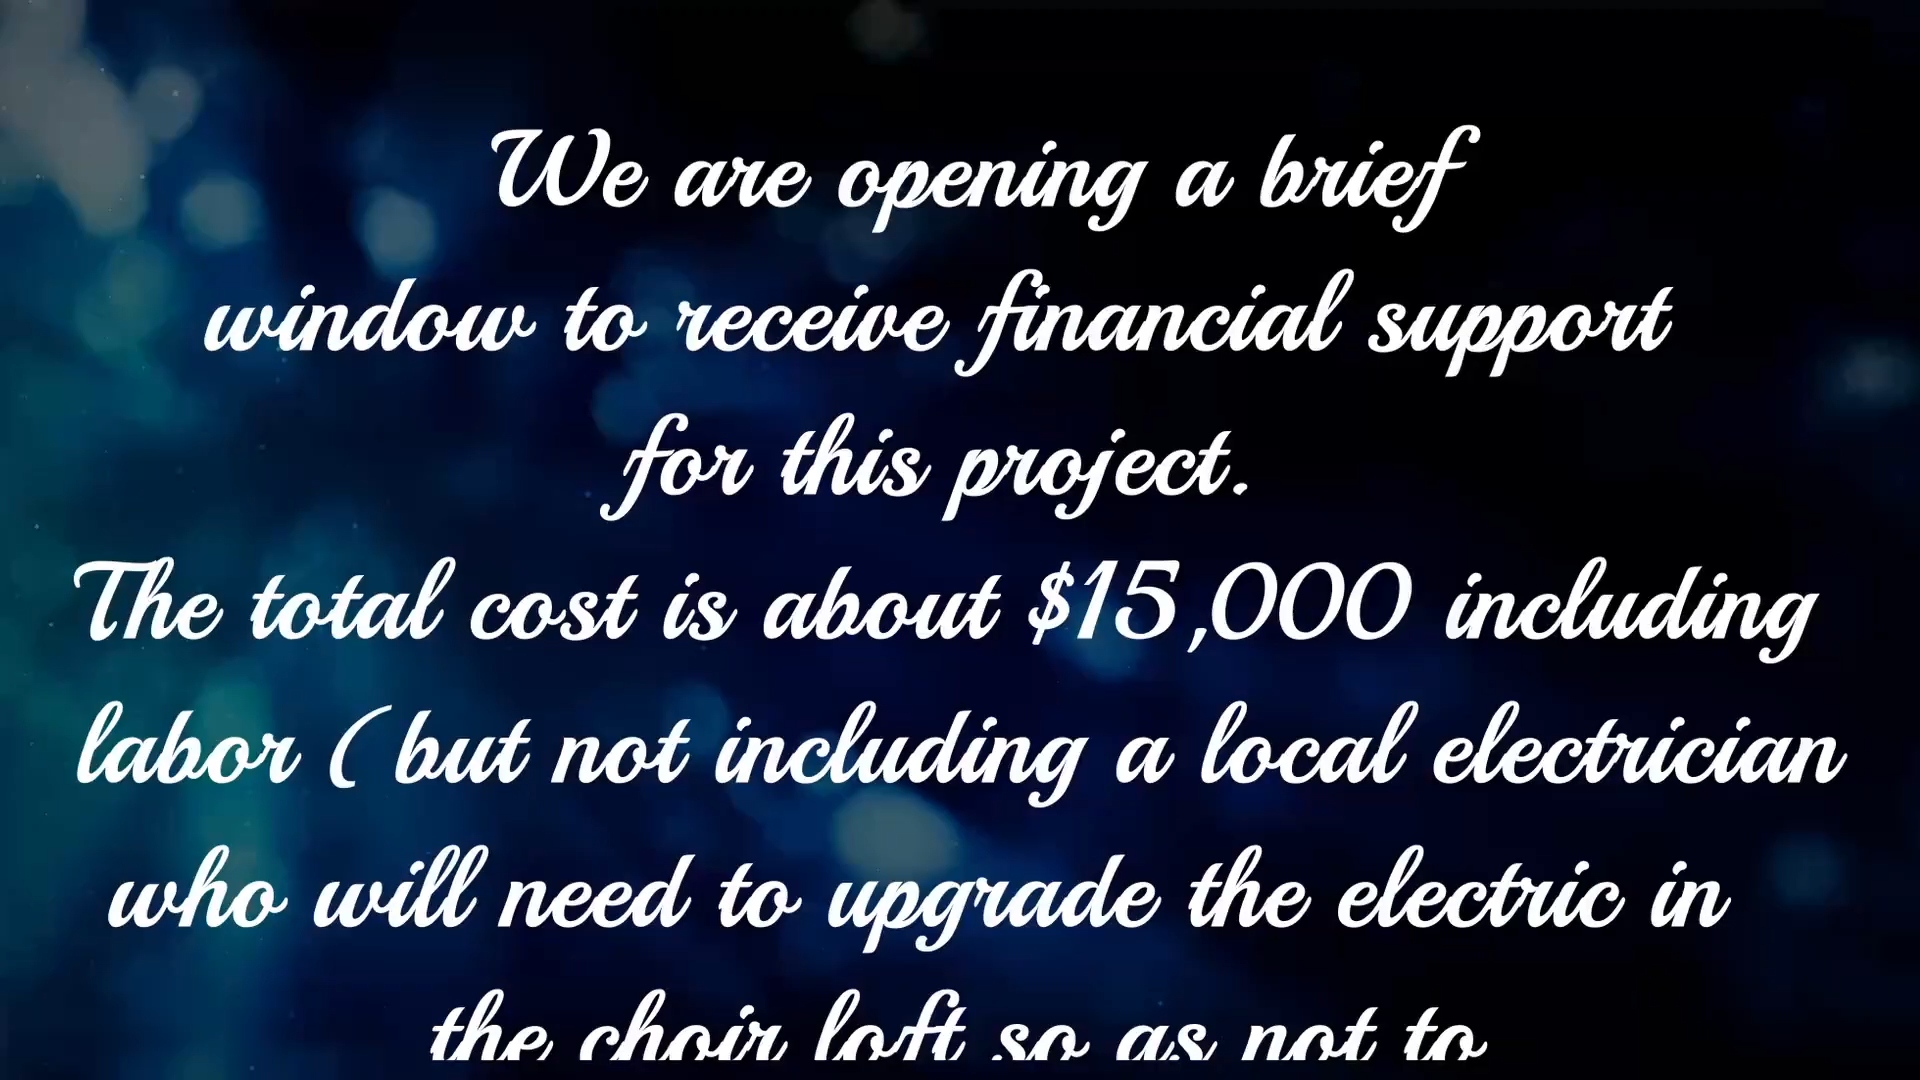 We are opening a brief
window to receive financial support
for this project.
The total cost is about $15,000 including
labor ( but not including a local electrician
who will need to upgrade the electric in
the choir loft so as not to